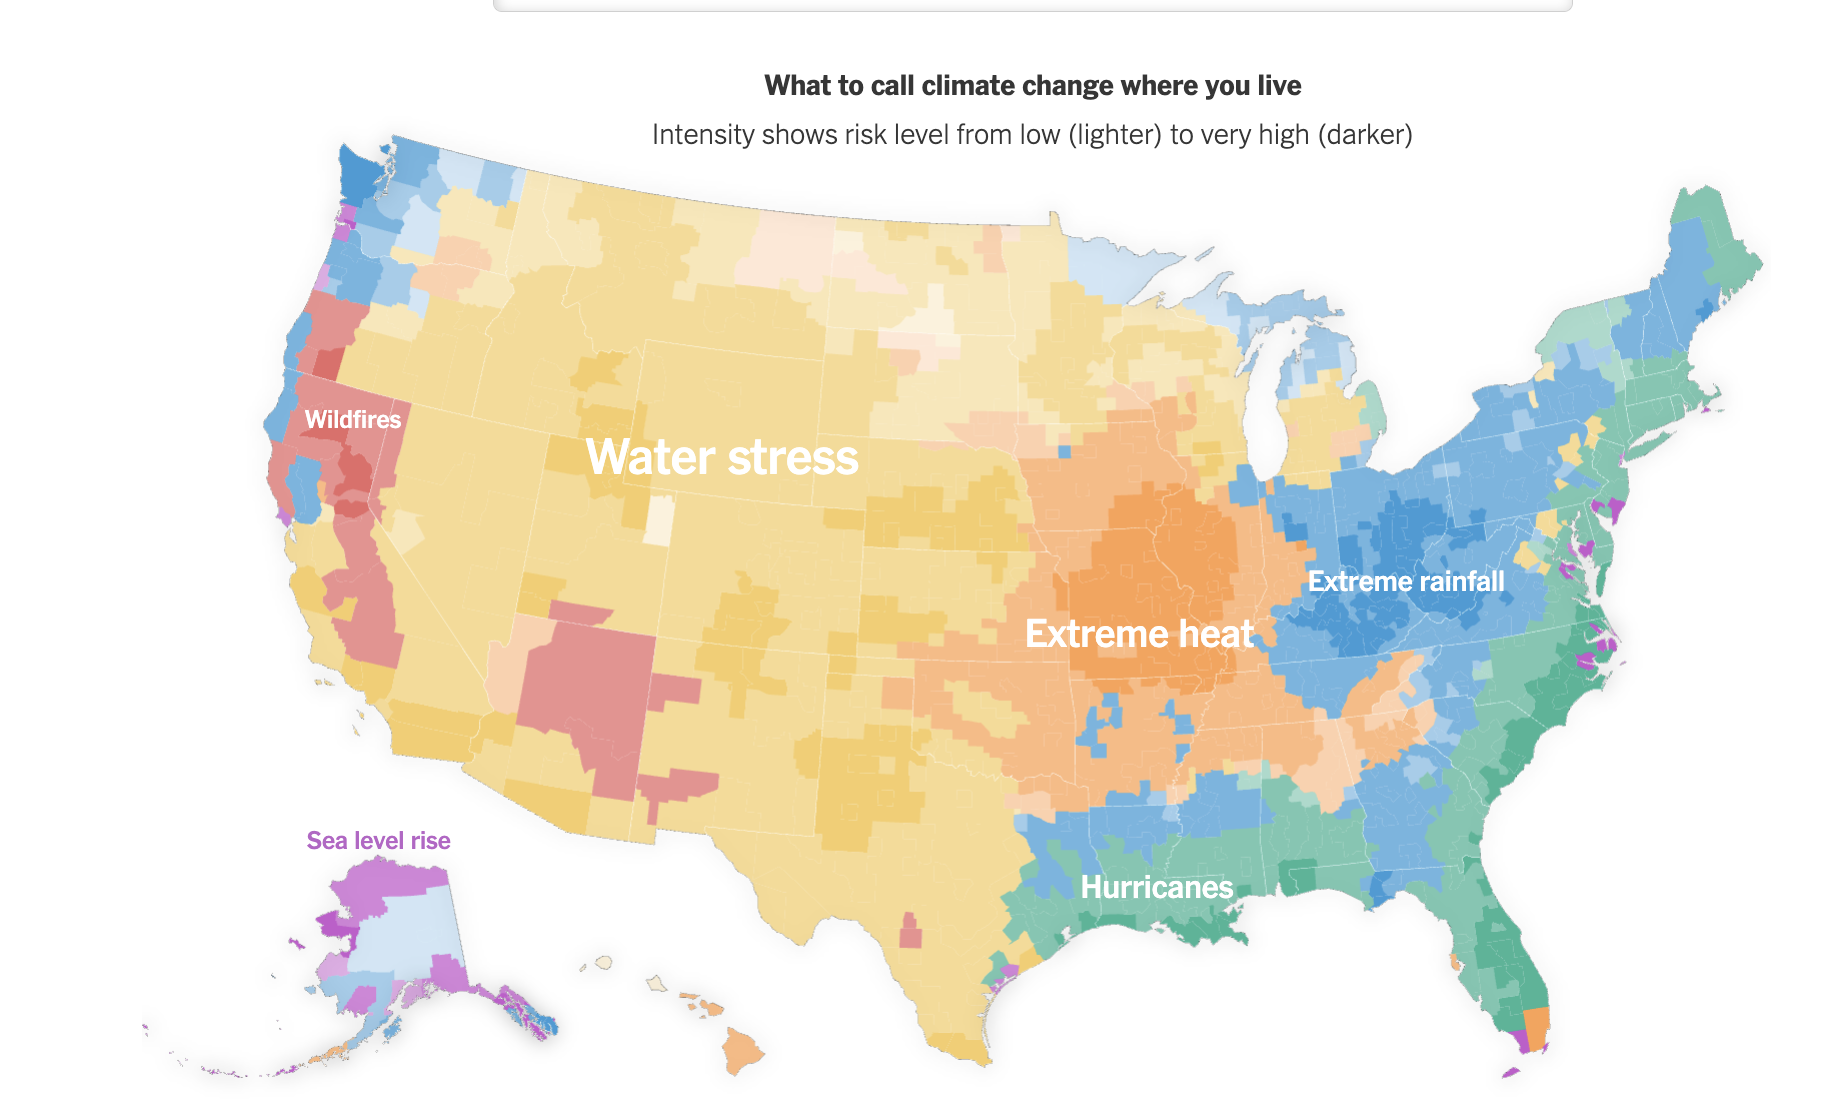 What to call climate change where you live
Intensity shows risk level from low (lighter) to very high (darker)
Wildfires
Water stress
Extreme rainfall
Extreme heat
Sea level rise
Hurricanes